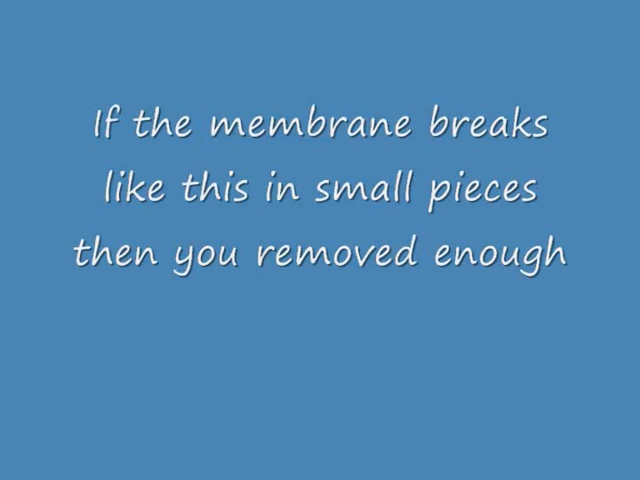 If the membrane breaks
like this in small pieces
then you removed enough